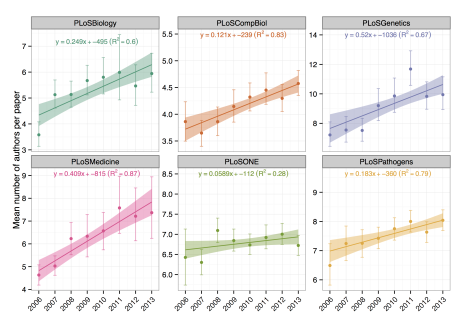 PLoSBiology PLoSCompBiol PLoSGenetics
y = 0.249x + -495 (R² = 0.6) y = 0.121x + -239 (R² = 0.83) y = 0.52x + -1036 (R² = 0.67)
7 5.5 14
6 5.0 12
5 4.5 10
4 4.0 8
3 3.5
Mean number of authors per paper
PLoSMedicine PLoSONE PLoSPathogens
y = 0.409x + -815 (R² = 0.87) y = 0.0589x + -112 (R² = 0.28) y = 0.183x + -360 (R² = 0.79)
9 8.5 9
8 8.0 8
7 7.5 7
6 7.0 6
5 6.5
4 6.0
2006 2007 2008 2009 2010 2011 2012 2013 2006 2007 2008 2009 2010 2011 2012 2013 2006 2007 2008 2009 2010 2011 2012 2013